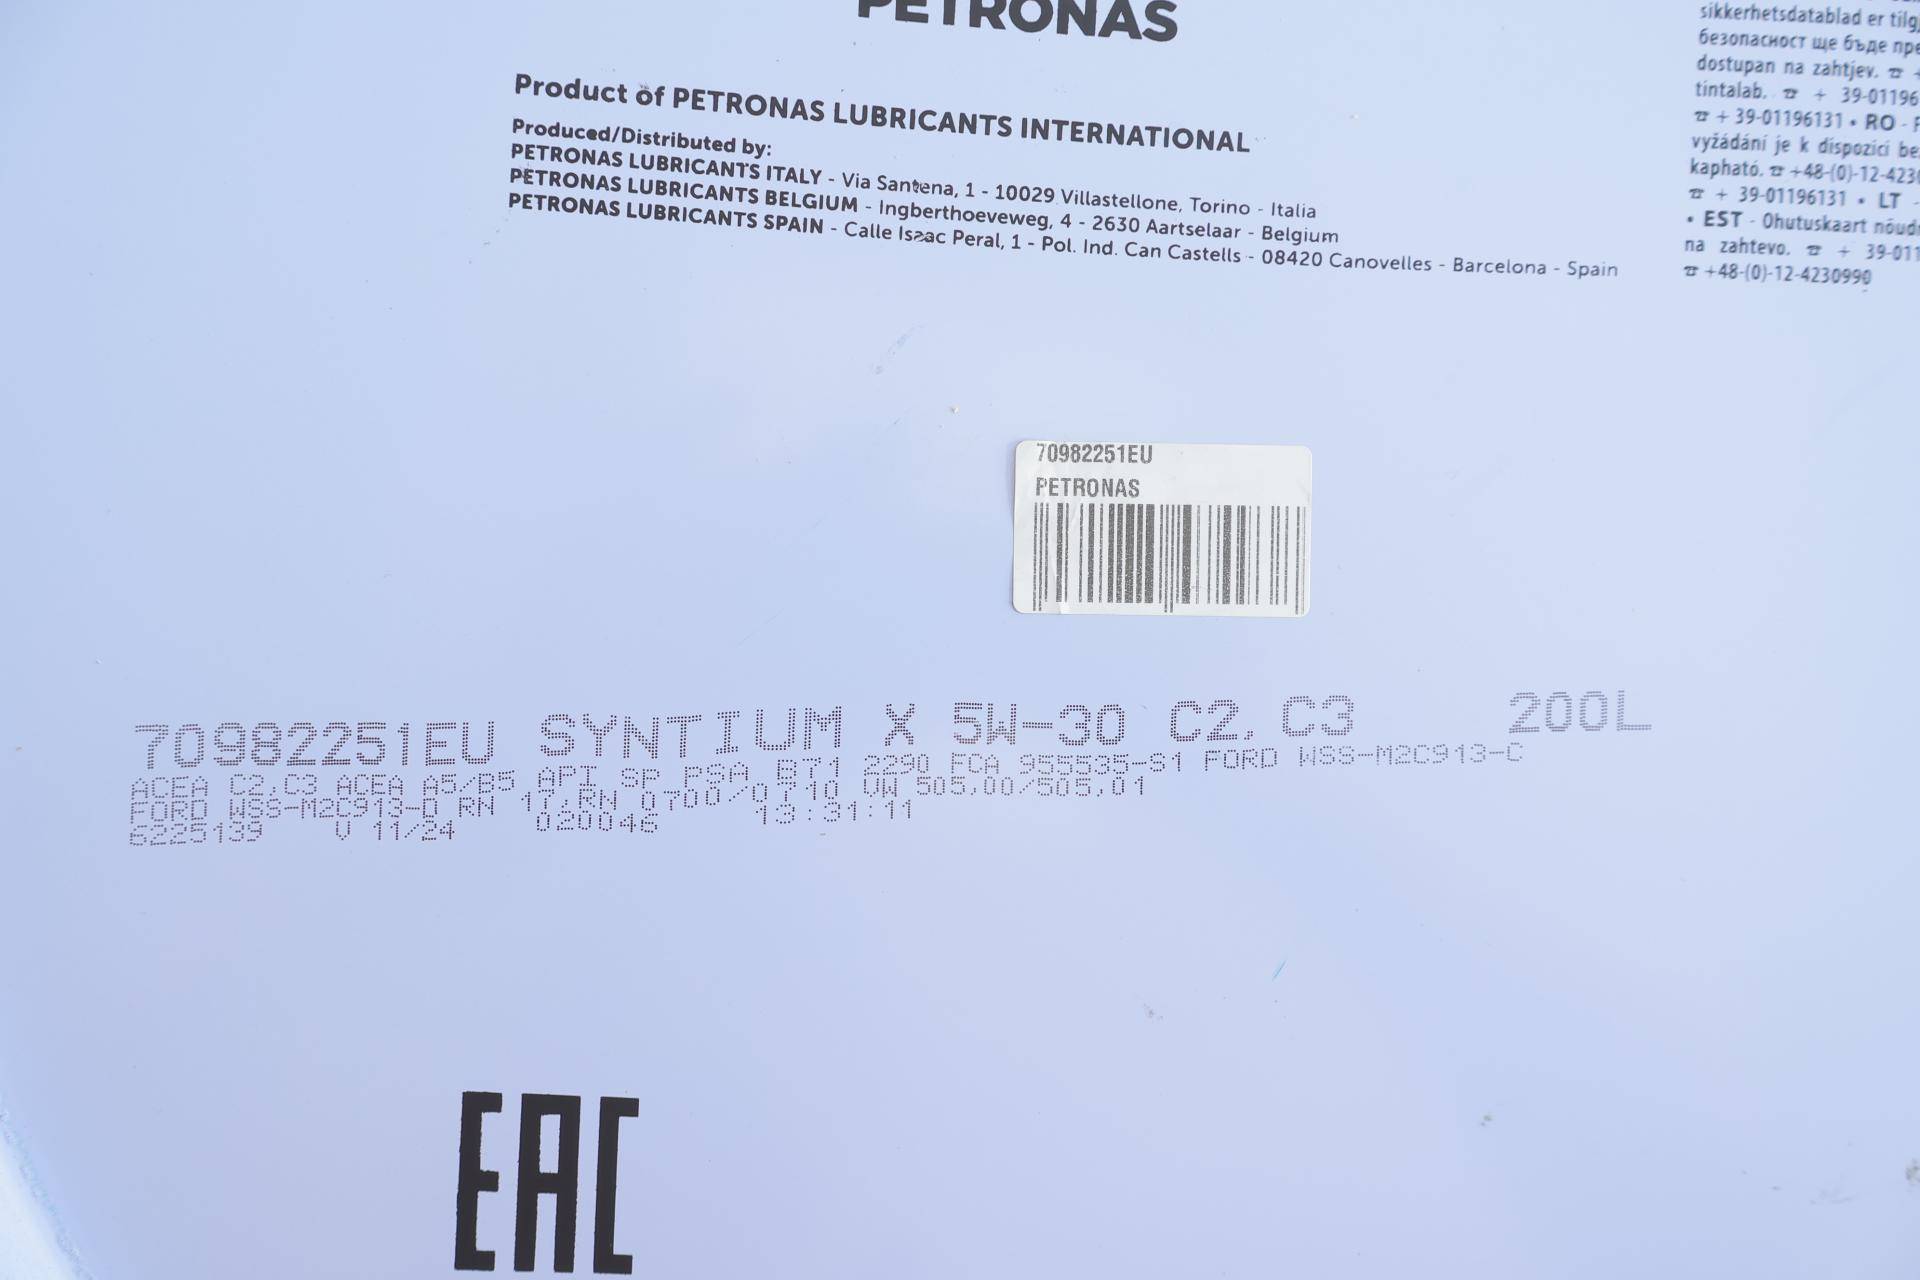 PETRONAS
Product of PETRONAS LUBRICANTS INTERNATIONAL
Produced/Distributed by:
PETRONAS LUBRICANTS ITALY - Via Santena, 1 - 10029 Villastellone, Torino - Italia
PETRONAS LUBRICANTS BELGIUM - Ingberthoeveweg, 4 - 2630 Aartselaar - Belgium
PETRONAS LUBRICANTS SPAIN - Calle Isaac Peral, 1 - Pol. Ind. Can Castells - 08420 Canovelles - Barcelona - Spain
sikkerhetsdatablad er tilg
безопасност ще бъде пре
dostupan na zahtjev. ☎ +
tintalab. ☎ + 39-01196
☎ + 39-01196131 • RO -
vyžádání je k dispozici be
kapható. ☎ +48-(0)-12-4230
☎ + 39-01196131 • LT -
• EST - Ohutuskaart nõud
na zahtevo. ☎ + 39-011
☎ +48-(0)-12-4230990
70982251EU
PETRONAS
70982251EU SYNTIUM X 5W-30 C2,C3 200L
ACEA C2,C3 ACEA A5/B5 API SP PSA B71 2290 FCA 955535-S1 FORD WSS-M2C913-C
FORD WSS-M2C913-D RN 17,RN 0700/0710 VW 505,00/505,01
6225139 V 11/24 020046 13:31:11
EAC